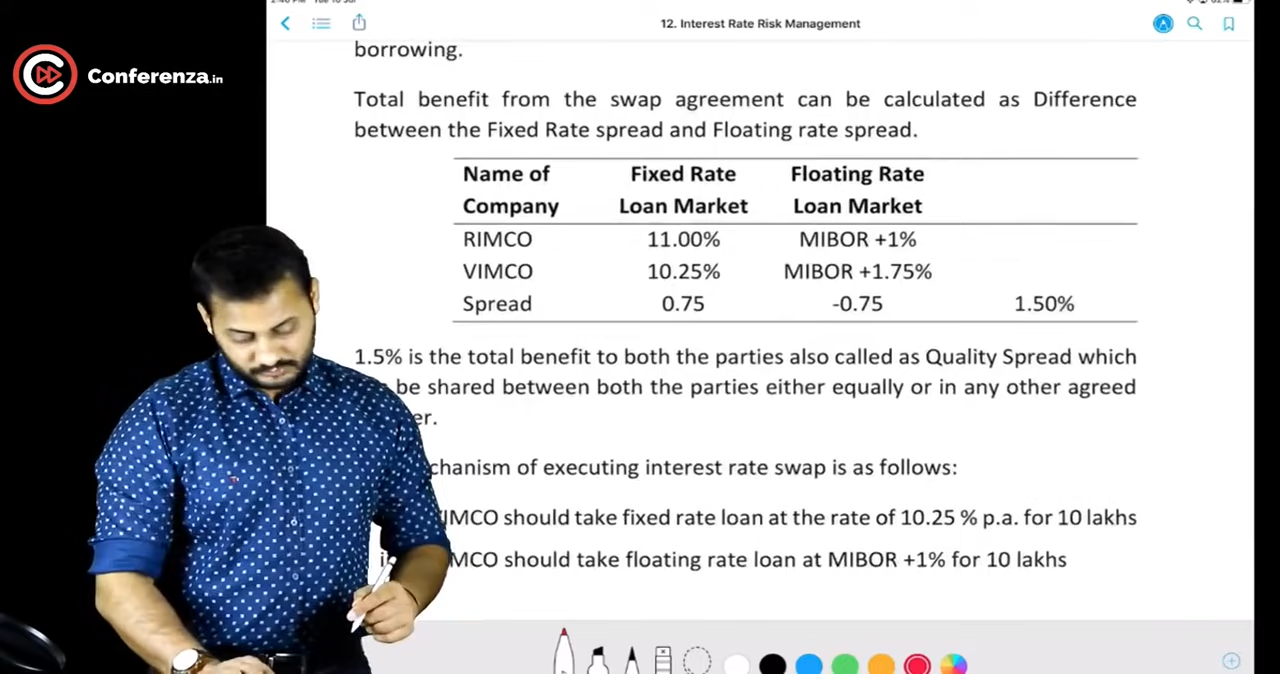 12. Interest Rate Risk Management
Conferenza.in
borrowing.
Total benefit from the swap agreement can be calculated as Difference
between the Fixed Rate spread and Floating rate spread.
Name of Company Fixed Rate Loan Market Floating Rate Loan Market
RIMCO 11.00% MIBOR +1%
VIMCO 10.25% MIBOR +1.75%
Spread 0.75 -0.75 1.50%
1.5% is the total benefit to both the parties also called as Quality Spread which
be shared between both the parties either equally or in any other agreed
of executing interest rate swap is as follows:
should take fixed rate loan at the rate of 10.25 % p.a. for 10 lakhs
should take floating rate loan at MIBOR +1% for 10 lakhs